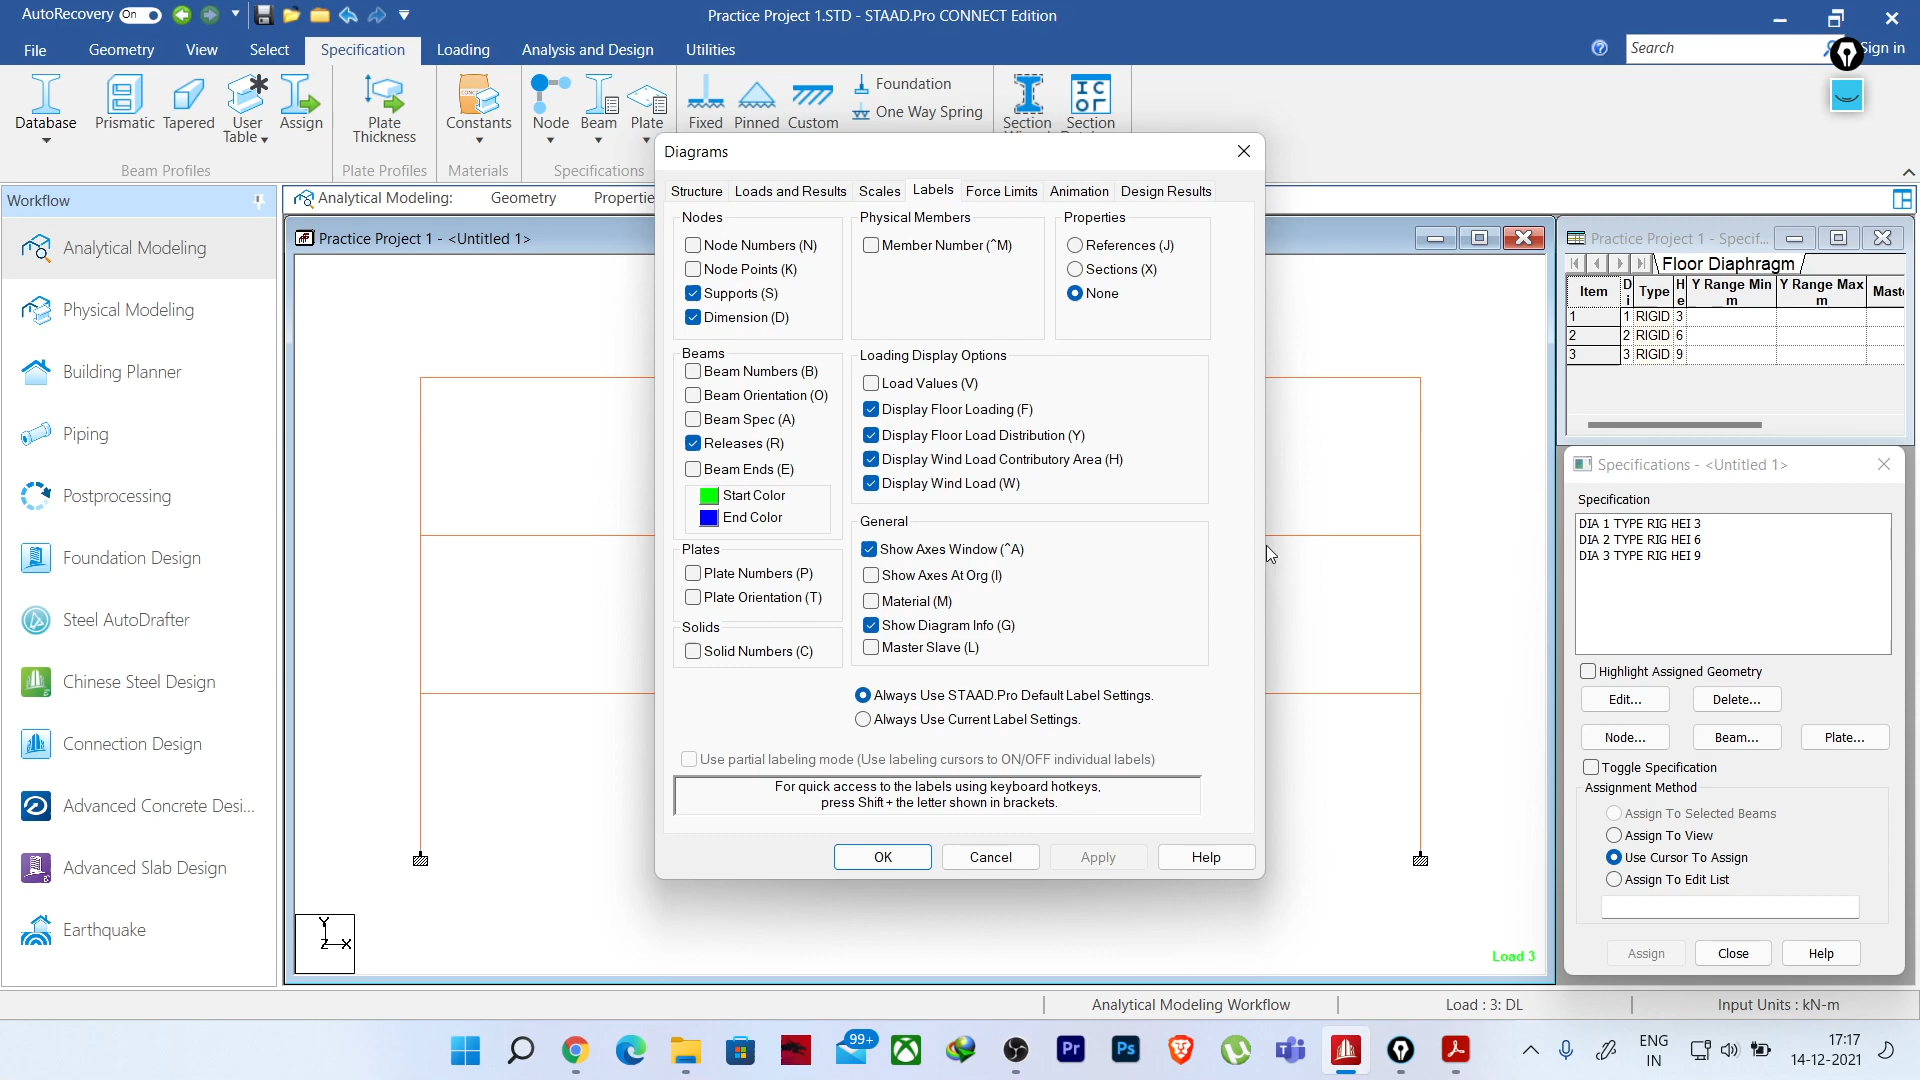 AutoRecovery On
Practice Project 1.STD - STAAD.Pro CONNECT Edition
File Geometry View Select Specification Loading Analysis and Design Utilities
Search
Sign in
Database
Prismatic
Tapered
User
Table
Assign
Beam Profiles
Plate
Thickness
Plate Profiles
Constants
Materials
Node
Beam
Plate
Specifications
Fixed
Pinned
Custom
Foundation
One Way Spring
Section
Section
Workflow
Analytical Modeling
Physical Modeling
Building Planner
Piping
Postprocessing
Foundation Design
Steel AutoDrafter
Chinese Steel Design
Connection Design
Advanced Concrete Desi...
Advanced Slab Design
Earthquake
Analytical Modeling: Geometry Propertie
Practice Project 1 - <Untitled 1>
Y
Z X
Load 3
Diagrams
Structure Loads and Results Scales Labels Force Limits Animation Design Results
Nodes
Node Numbers (N)
Node Points (K)
Supports (S)
Dimension (D)
Beams
Beam Numbers (B)
Beam Orientation (O)
Beam Spec (A)
Releases (R)
Beam Ends (E)
Start Color
End Color
Plates
Plate Numbers (P)
Plate Orientation (T)
Solids
Solid Numbers (C)
Physical Members
Member Number (^M)
Properties
References (J)
Sections (X)
None
Loading Display Options
Load Values (V)
Display Floor Loading (F)
Display Floor Load Distribution (Y)
Display Wind Load Contributory Area (H)
Display Wind Load (W)
General
Show Axes Window (^A)
Show Axes At Org (I)
Material (M)
Show Diagram Info (G)
Master Slave (L)
Always Use STAAD.Pro Default Label Settings.
Always Use Current Label Settings.
Use partial labeling mode (Use labeling cursors to ON/OFF individual labels)
For quick access to the labels using keyboard hotkeys,
press Shift + the letter shown in brackets.
OK Cancel Apply Help
Practice Project 1 - Specif...
Floor Diaphragm
Item Di Type He Y Range Min m Y Range Max m Mast
1 1 RIGID 3
2 2 RIGID 6
3 3 RIGID 9
Specifications - <Untitled 1>
Specification
DIA 1 TYPE RIG HEI 3
DIA 2 TYPE RIG HEI 6
DIA 3 TYPE RIG HEI 9
Highlight Assigned Geometry
Edit... Delete...
Node... Beam... Plate...
Toggle Specification
Assignment Method
Assign To Selected Beams
Assign To View
Use Cursor To Assign
Assign To Edit List
Assign Close Help
Analytical Modeling Workflow Load : 3: DL Input Units : kN-m
99+
Pr
Ps
ENG
IN
17:17
14-12-2021